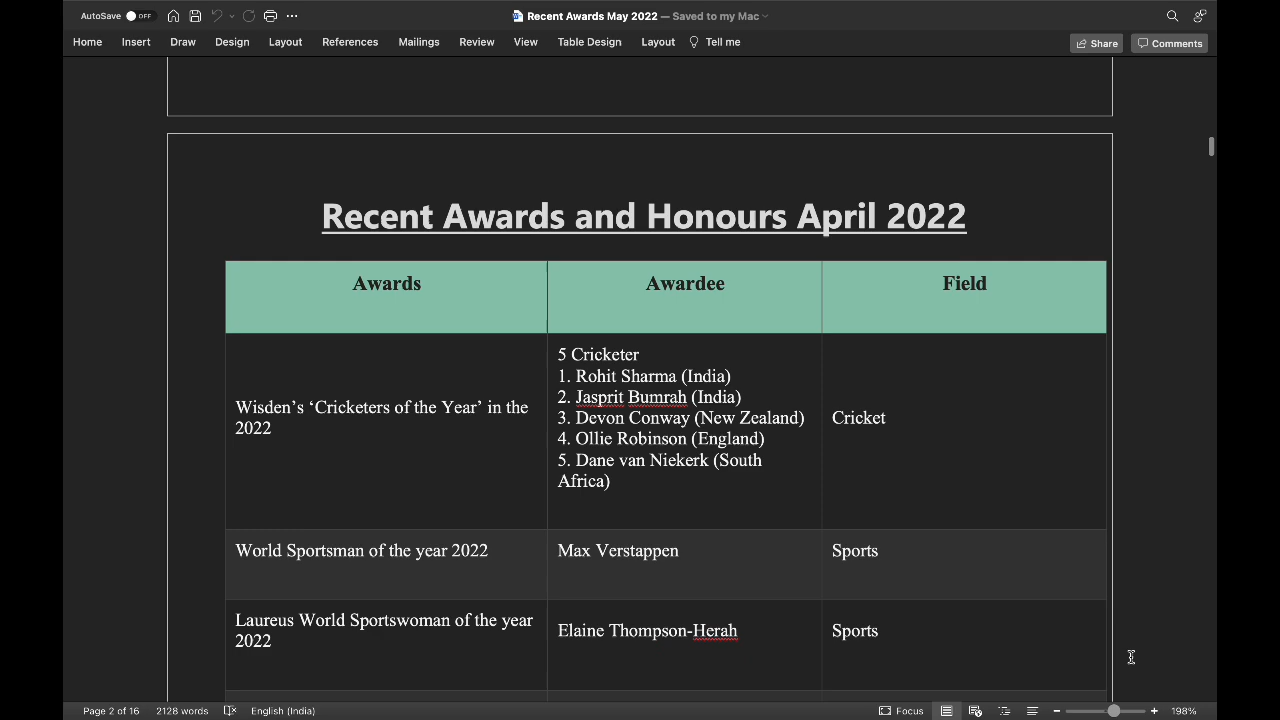 AutoSave OFF
Recent Awards May 2022 — Saved to my Mac
Home Insert Draw Design Layout References Mailings Review View Table Design Layout Tell me Share Comments
Recent Awards and Honours April 2022
Awards Awardee Field
Wisden’s ‘Cricketers of the Year’ in the
2022
5 Cricketer
1. Rohit Sharma (India)
2. Jasprit Bumrah (India)
3. Devon Conway (New Zealand)
4. Ollie Robinson (England)
5. Dane van Niekerk (South
Africa)
Cricket
World Sportsman of the year 2022 Max Verstappen Sports
Laureus World Sportswoman of the year
2022
Elaine Thompson-Herah
Sports
Page 2 of 16 2128 words English (India) Focus 198%